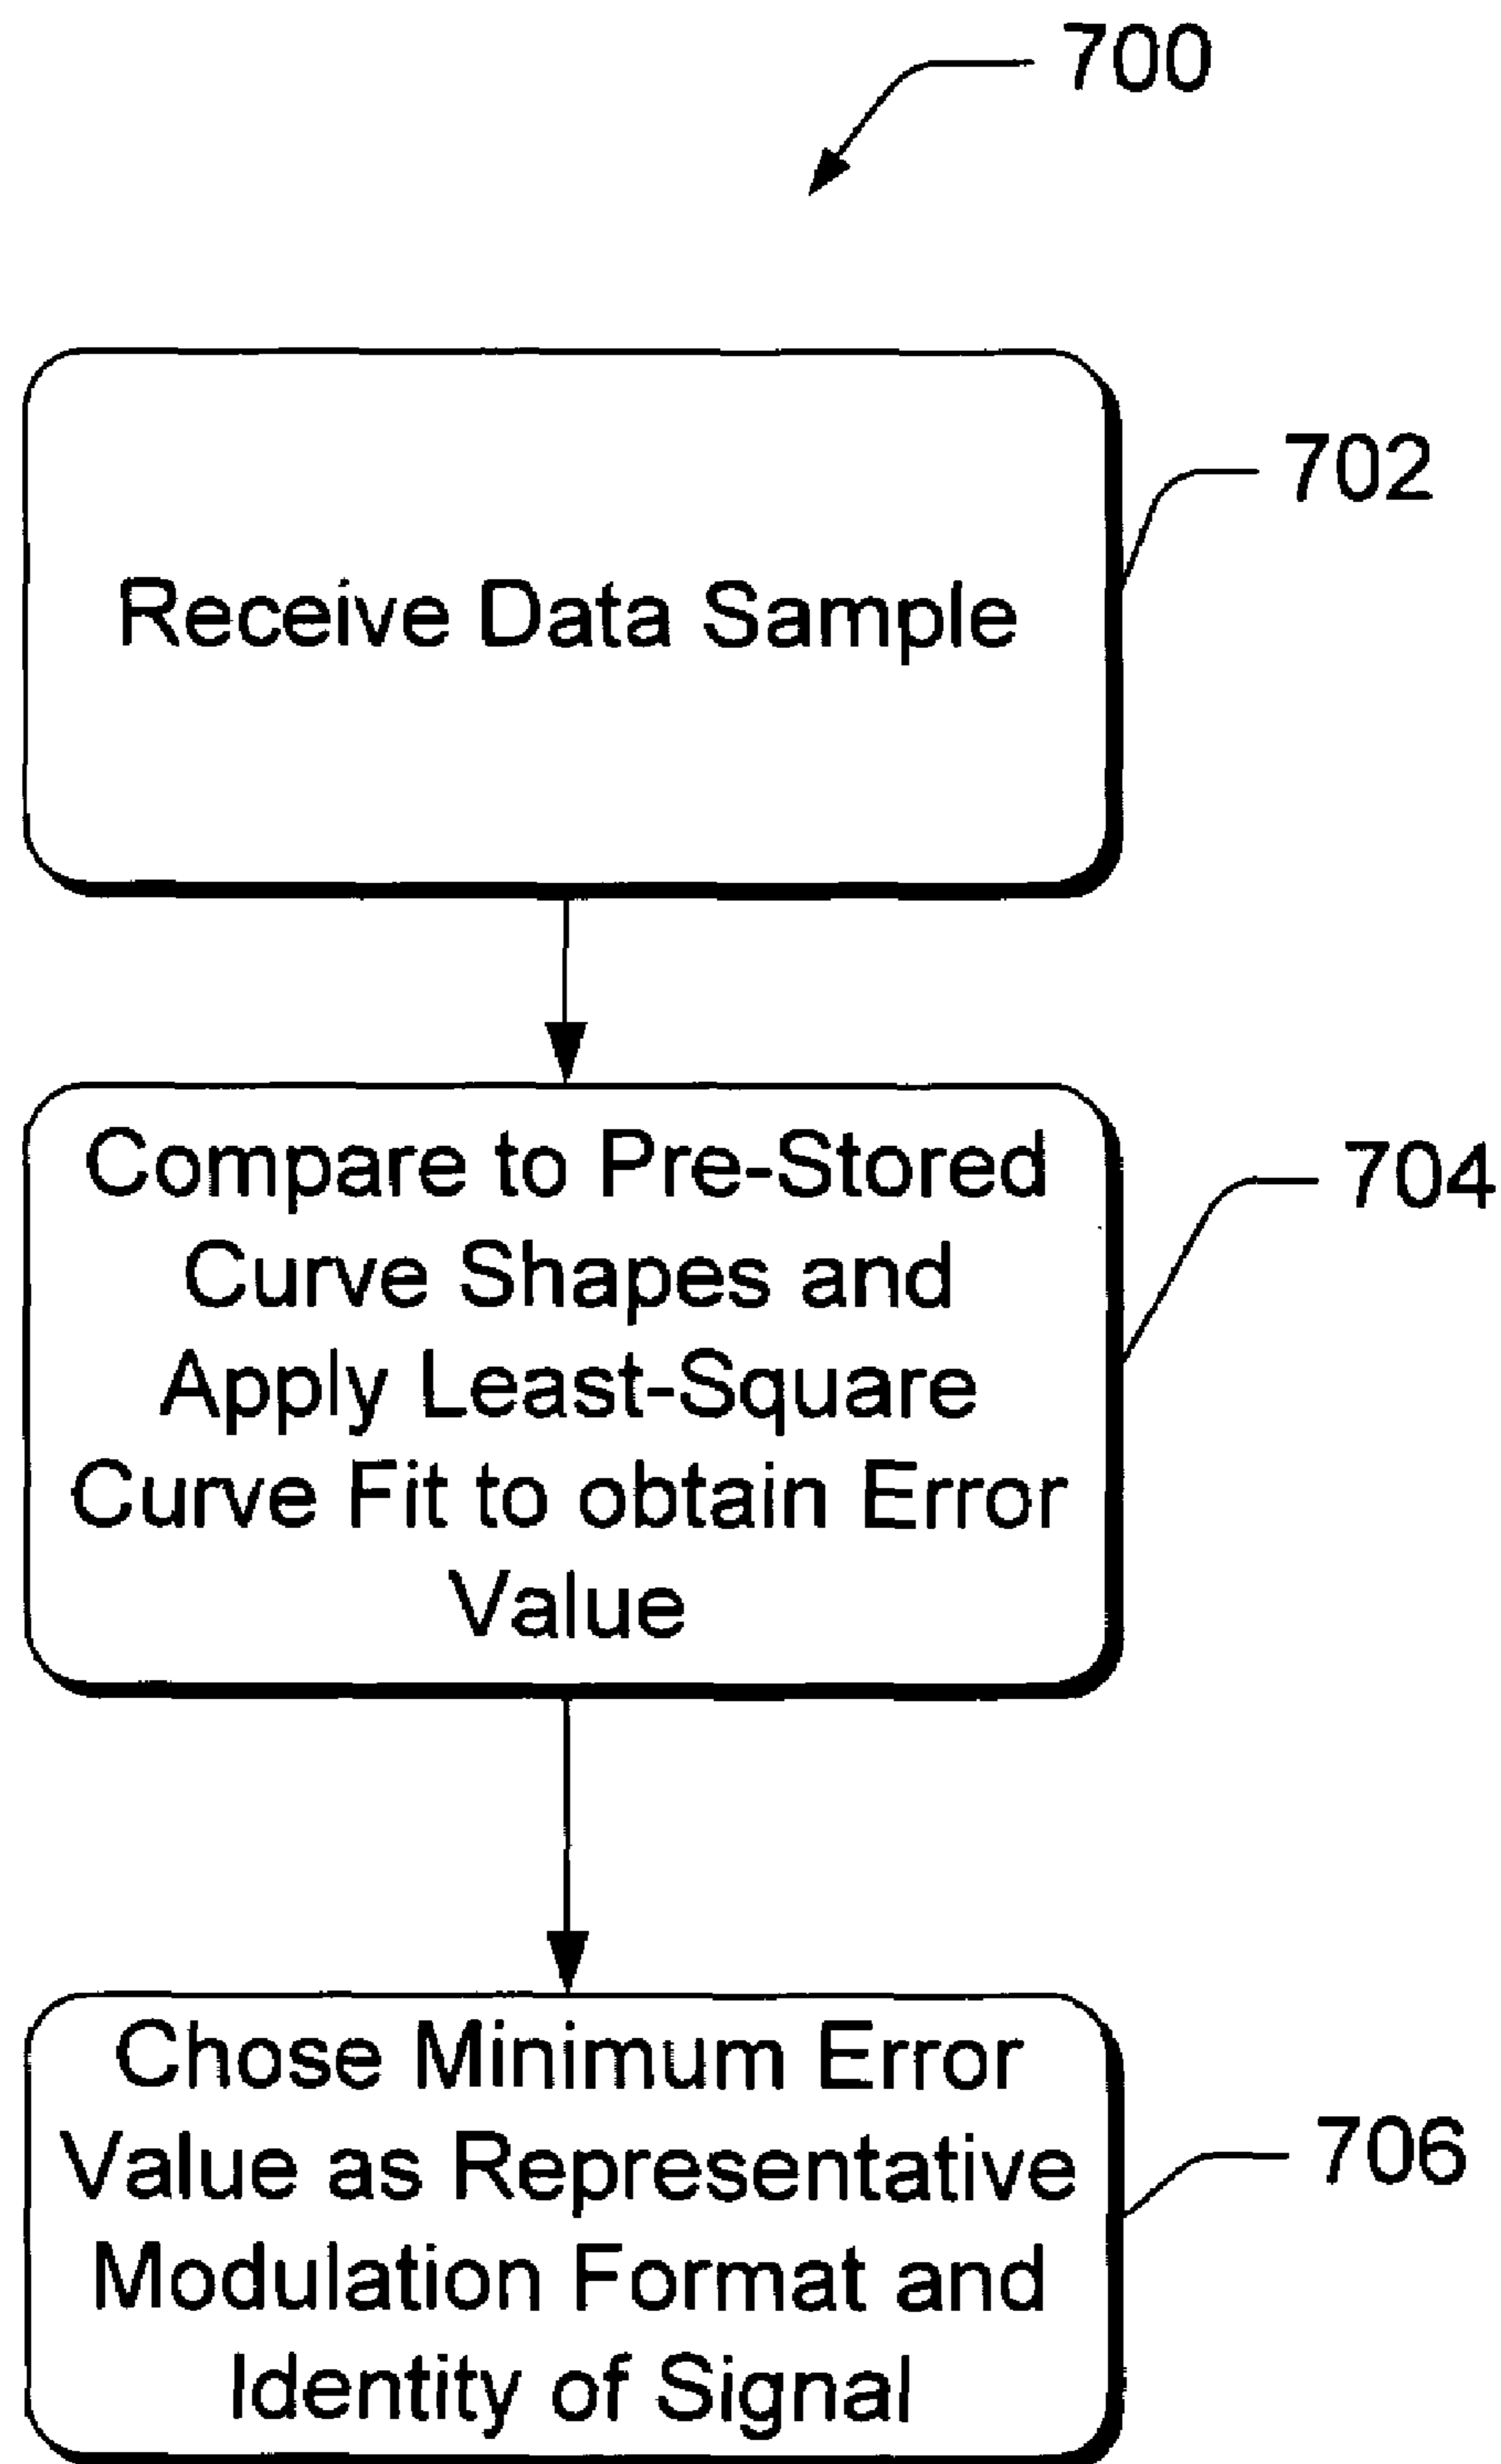 700
702
Receive Data Sample
704
Compare to Pre-Stored
Curve Shapes and
Apply Least-Square
Curve Fit to obtain Error
Value
706
Chose Minimum Error
Value as Representative
Modulation Format and
Identity of Signal